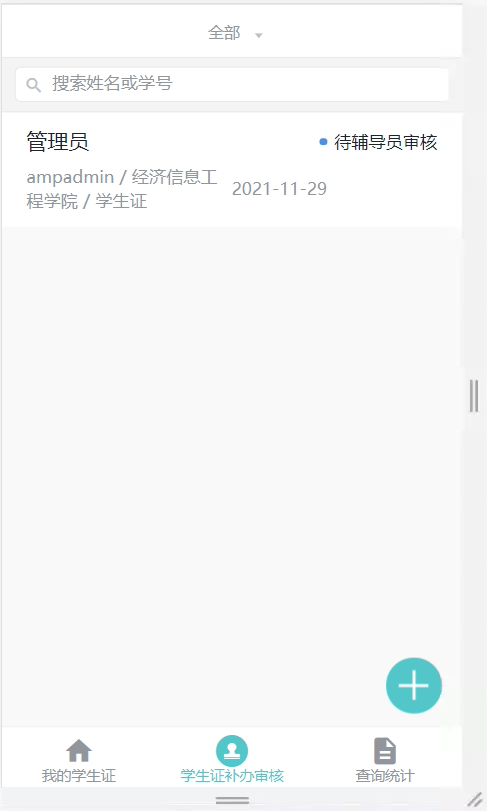 全部
搜索姓名或学号
管理员
待辅导员审核
ampadmin / 经济信息工
程学院 / 学生证
2021-11-29
我的学生证
学生证补办审核
查询统计